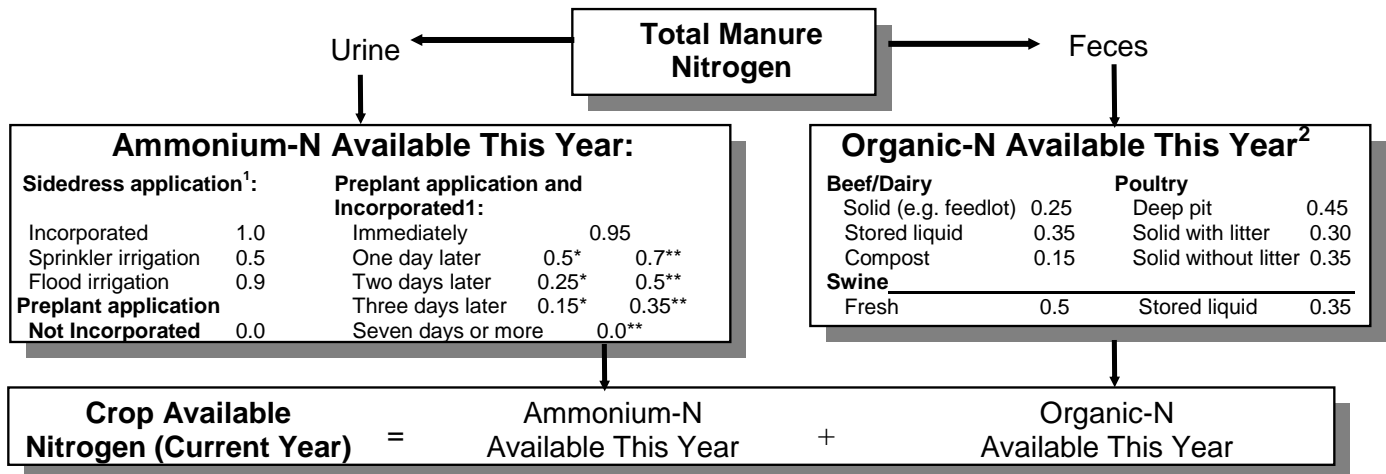 Total Manure
Nitrogen
Urine
Feces
Ammonium-N Available This Year:
Sidedress application¹:
Incorporated 1.0
Sprinkler irrigation 0.5
Flood irrigation 0.9
Preplant application
Not Incorporated 0.0
Preplant application and
Incorporated1:
Immediately 0.95
One day later 0.5* 0.7**
Two days later 0.25* 0.5**
Three days later 0.15* 0.35**
Seven days or more 0.0**
Organic-N Available This Year²
Beef/Dairy
Solid (e.g. feedlot) 0.25
Stored liquid 0.35
Compost 0.15
Poultry
Deep pit 0.45
Solid with litter 0.30
Solid without litter 0.35
Swine
Fresh 0.5 Stored liquid 0.35
Crop Available
Nitrogen (Current Year)
=
Ammonium-N
Available This Year
+
Organic-N
Available This Year